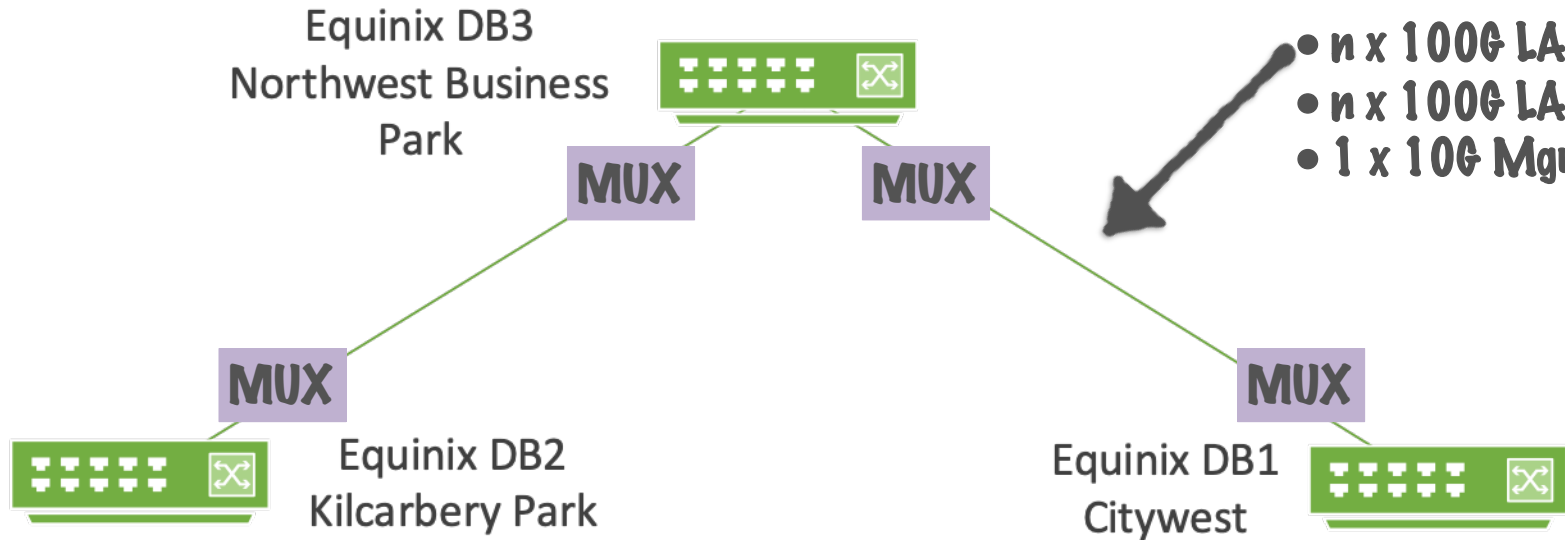 Equinix DB3
Northwest Business
Park
• n x 100G LA
• n x 100G LA
• 1 x 10G
MUX
MUX
MUX
MUX
Equinix DB2
Kilcarbery Park
Equinix DB1
Citywest